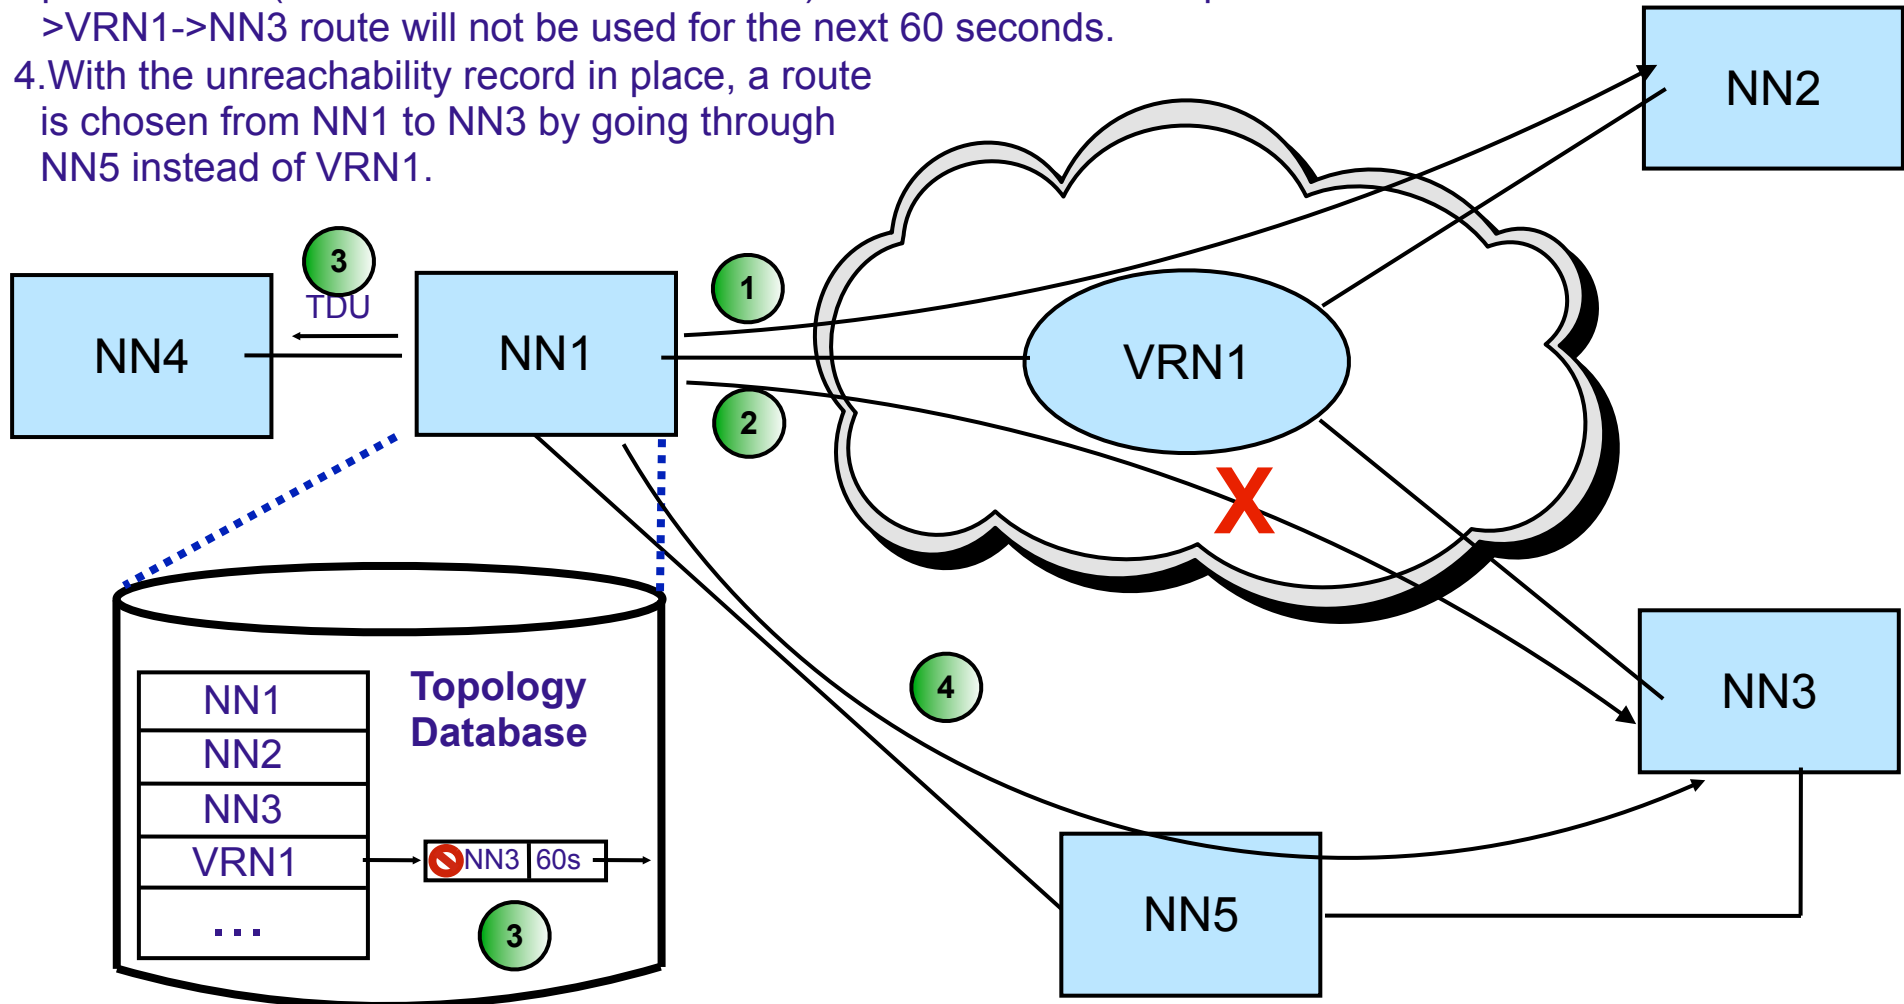 >VRN1->NN3 route will not be used for the next 60 seconds.
4.With the unreachability record in place, a route
is chosen from NN1 to NN3 by going through
NN5 instead of VRN1.
NN2
3
TDU
1
NN4
NN1
VRN1
2
X
Topology
Database
4
NN3
NN1
NN2
NN3
VRN1
NN3
60s
...
3
NN5